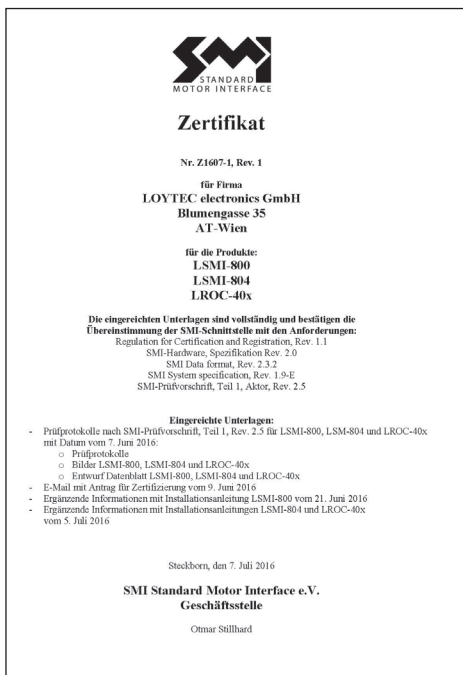 SMI
STANDARD
MOTOR INTERFACE
Zertifikat
Nr. Z1607-1, Rev. 1
für Firma
LOYTEC electronics GmbH
Blumengasse 35
AT-Wien
für die Produkte:
LSMI-800
LSMI-804
LROC-40x
Die eingereichten Unterlagen sind vollständig und bestätigen die
Übereinstimmung der SMI-Schnittstelle mit den Anforderungen:
Regulation for Certification and Registration, Rev. 1.1
SMI-Hardware, Spezifikation Rev. 2.0
SMI Data format, Rev. 2.3.2
SMI System specification, Rev. 1.9-E
SMI-Prüfvorschrift, Teil 1, Aktor, Rev. 2.5
Eingereichte Unterlagen:
- Prüfprotokolle nach SMI-Prüfvorschrift, Teil 1, Rev. 2.5 für LSMI-800, LSM-804 und LROC-40x
mit Datum vom 7. Juni 2016:
o Prüfprotokolle
o Bilder LSMI-800, LSMI-804 und LROC-40x
o Entwurf Datenblatt LSMI-800, LSMI-804 und LROC-40x
- E-Mail mit Antrag für Zertifizierung vom 9. Juni 2016
- Ergänzende Informationen mit Installationsanleitung LSMI-800 vom 21. Juni 2016
- Ergänzende Informationen mit Installationsanleitungen LSMI-804 und LROC-40x
vom 5. Juli 2016
Steckborn, den 7. Juli 2016
SMI Standard Motor Interface e.V.
Geschäftsstelle
Otmar Stillhard